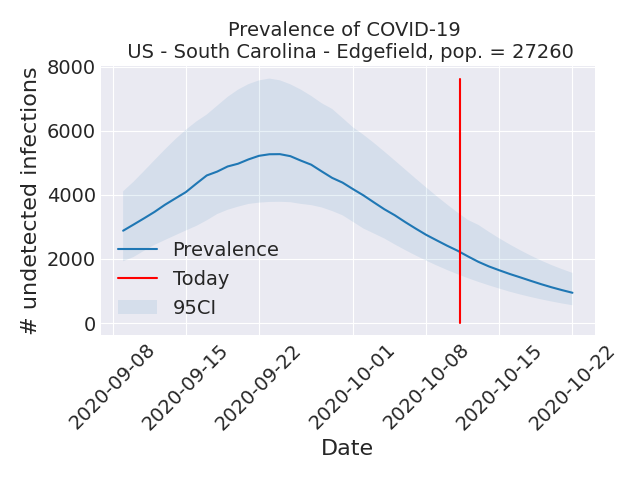 Prevalence of COVID-19
US - South Carolina - Edgefield, pop. = 27260
# undetected infections
8000
6000
4000
2000
0
Prevalence
Today
95CI
2020-09-08
2020-09-15
2020-09-22
2020-10-01
2020-10-08
2020-10-15
2020-10-22
Date